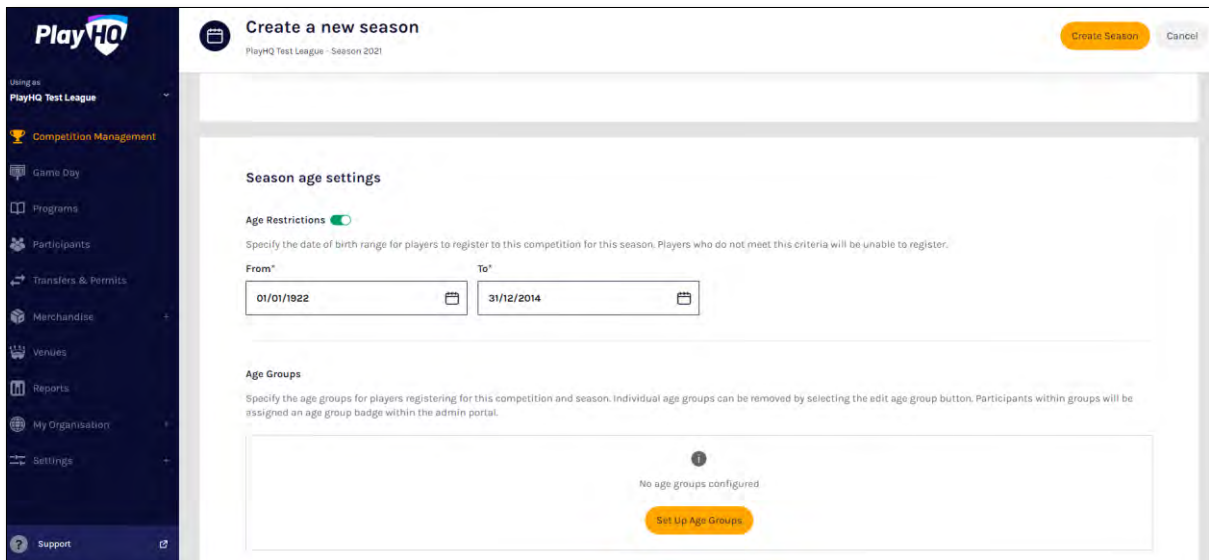 PlayHQ
Using as
PlayHQ Test League
Competition Management
Game Day
Programs
Participants
Transfers & Permits
Merchandise +
Venues
Reports
My Organisation +
Settings +
Support
Create a new season
PlayHQ Test League - Season 2021
Create Season
Cancel
Season age settings
Age Restrictions
Specify the date of birth range for players to register to this competition for this season. Players who do not meet this criteria will be unable to register.
From* To*
01/01/1922 31/12/2014
Age Groups
Specify the age groups for players registering for this competition and season. Individual age groups can be removed by selecting the edit age group button. Participants within groups will be
assigned an age group badge within the admin portal.
No age groups configured
Set Up Age Groups